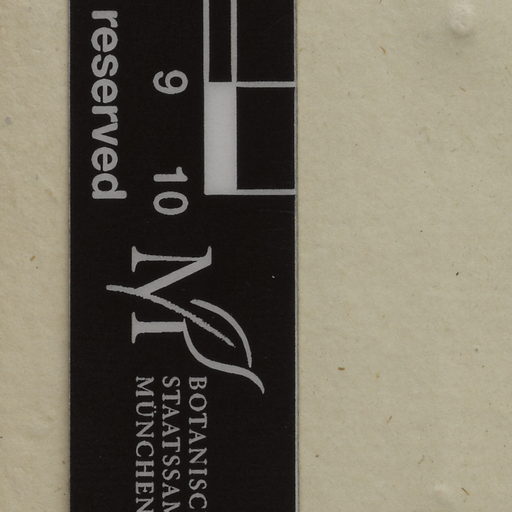 reserved
9 10
BOTANISC
STAATSSAM
MÜNCHEN